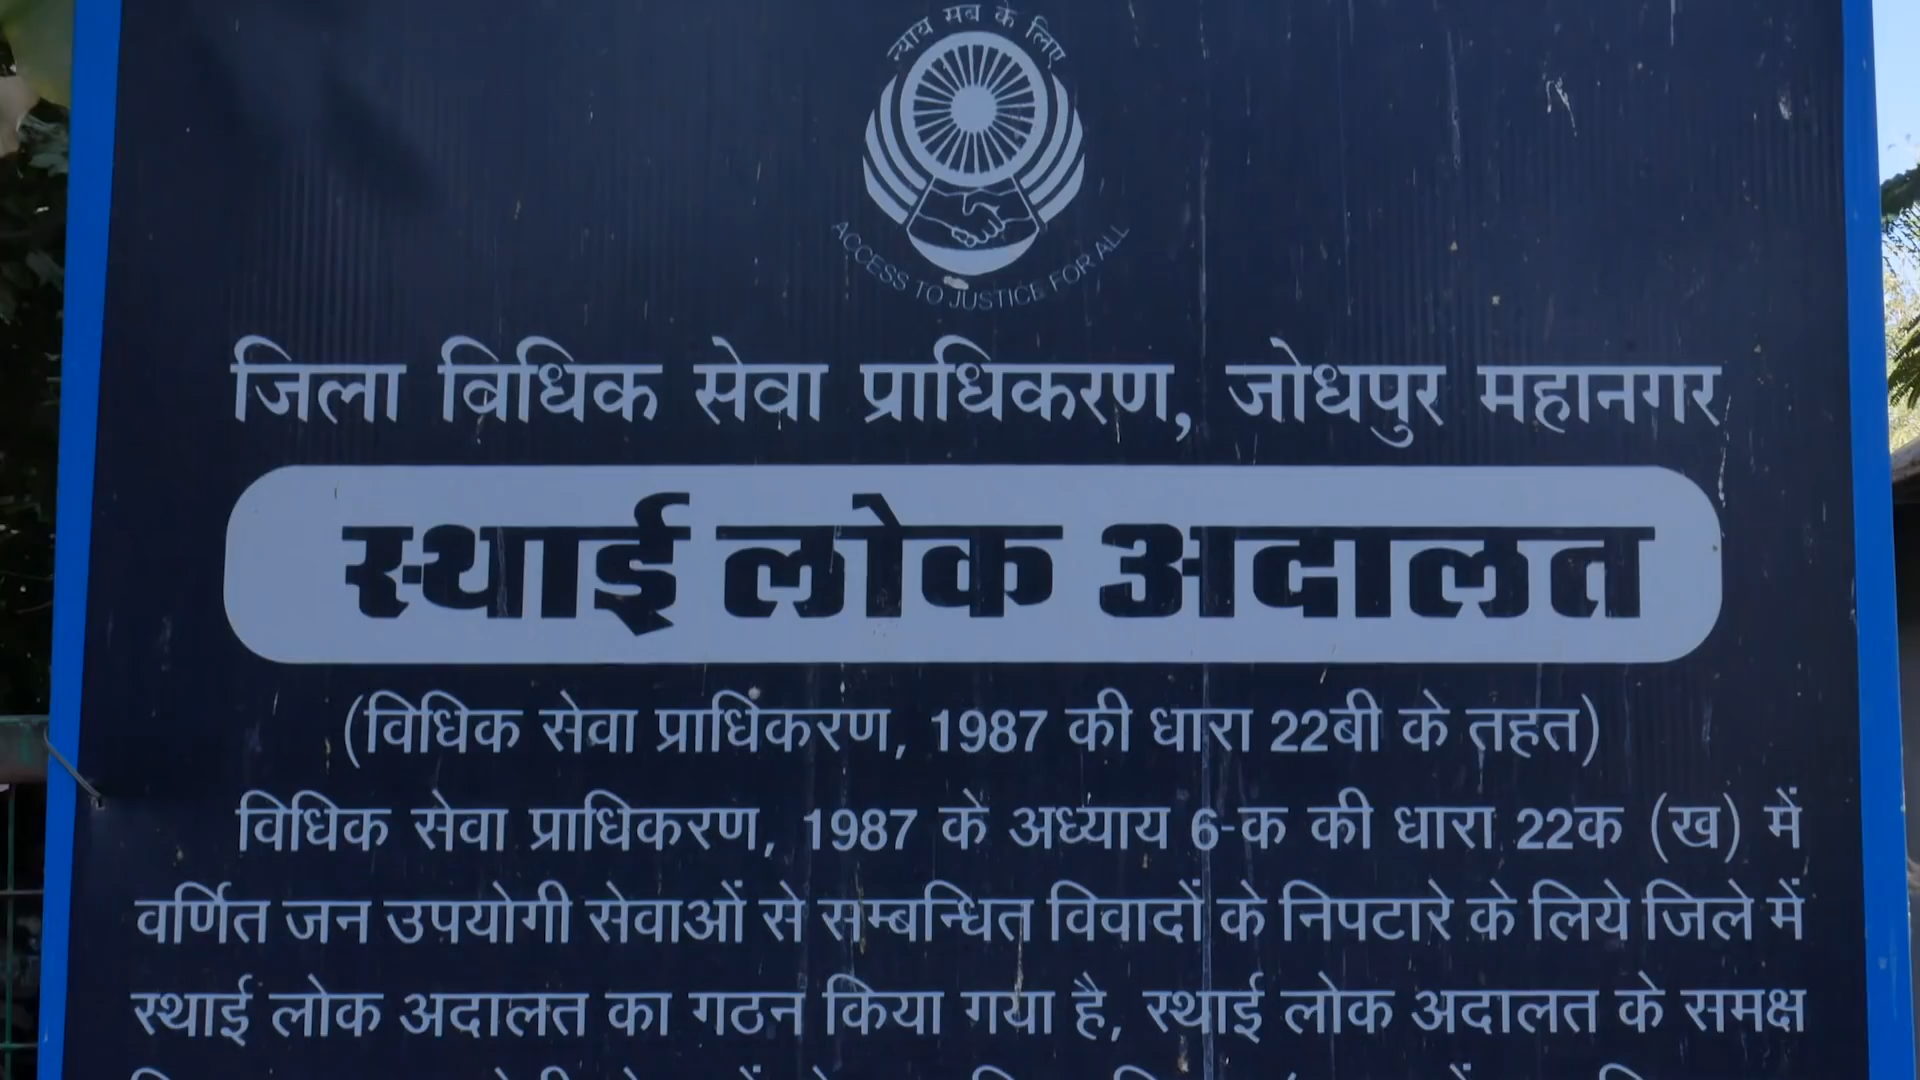 न्याय सब के लिए
ACCESS TO JUSTICE FOR ALL
जिला विधिक सेवा प्राधिकरण, जोधपुर महानगर
स्थाई लोक अदालत
(विधिक सेवा प्राधिकरण, 1987 की धारा 22बी के तहत)
विधिक सेवा प्राधिकरण, 1987 के अध्याय 6-क की धारा 22क (ख) में
वर्णित जन उपयोगी सेवाओं से सम्बन्धित विवादों के निपटारे के लिये जिले में
स्थाई लोक अदालत का गठन किया गया है, स्थाई लोक अदालत के समक्ष